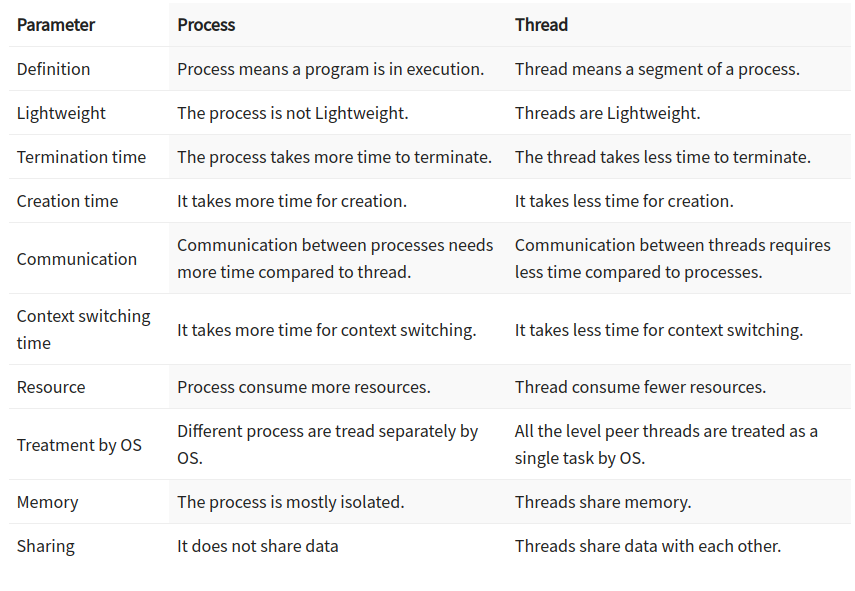 Parameter Process Thread
Definition Process means a program is in execution. Thread means a segment of a process.
Lightweight The process is not Lightweight. Threads are Lightweight.
Termination time The process takes more time to terminate. The thread takes less time to terminate.
Creation time It takes more time for creation. It takes less time for creation.
Communication
Communication between processes needs
more time compared to thread.
Communication between threads requires
less time compared to processes.
Context switching
time
It takes more time for context switching. It takes less time for context switching.
Resource Process consume more resources. Thread consume fewer resources.
Treatment by OS
Different process are tread separately by
OS.
All the level peer threads are treated as a
single task by OS.
Memory The process is mostly isolated. Threads share memory.
Sharing It does not share data Threads share data with each other.